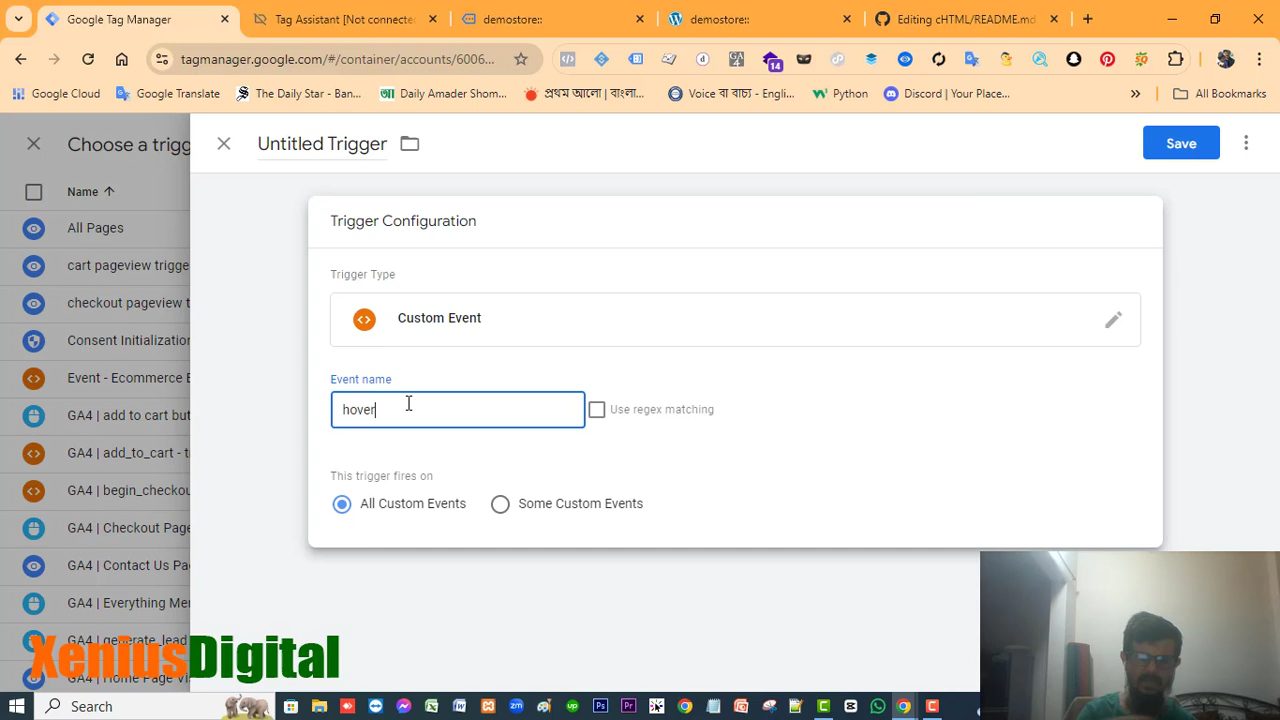 Google Tag Manager
Tag Assistant [Not connecte
demostore::
demostore::
Editing cHTML/README.md
tagmanager.google.com/#/container/accounts/6006...
14
Google Cloud
Google Translate
The Daily Star - Ban...
Daily Amader Shom...
প্রথম আলো | বাংলা...
Voice বা বাচ্য - Engli...
Python
Discord | Your Place...
All Bookmarks
Choose a trigg
Untitled Trigger
Save
Name
All Pages
cart pageview trigge
checkout pageview t
Consent Initialization
Event - Ecommerce E
GA4 | add to cart but
GA4 | add_to_cart - t
GA4 | begin_checkou
GA4 | Checkout Page
GA4 | Contact Us Pa
GA4 | Everything Mer
GA4 | generate_lead
GA4 | Home Page Vi
Trigger Configuration
Trigger Type
Custom Event
Event name
hover
Use regex matching
This trigger fires on
All Custom Events
Some Custom Events
XeniusDigital
Search